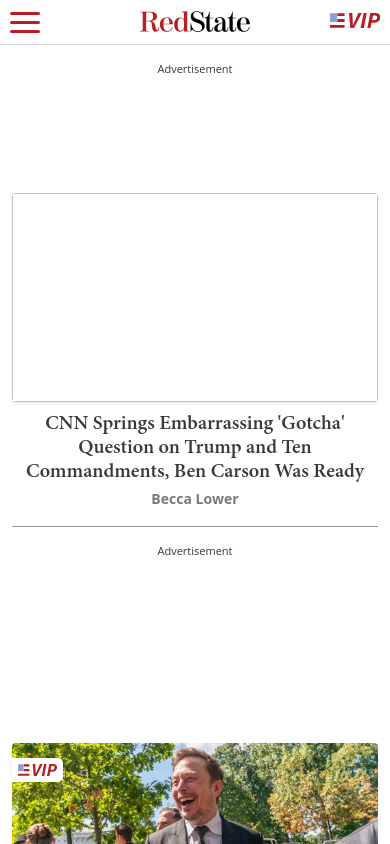 RedState
VIP
Advertisement
CNN Springs Embarrassing 'Gotcha'
Question on Trump and Ten
Commandments, Ben Carson Was Ready
Becca Lower
Advertisement
VIP